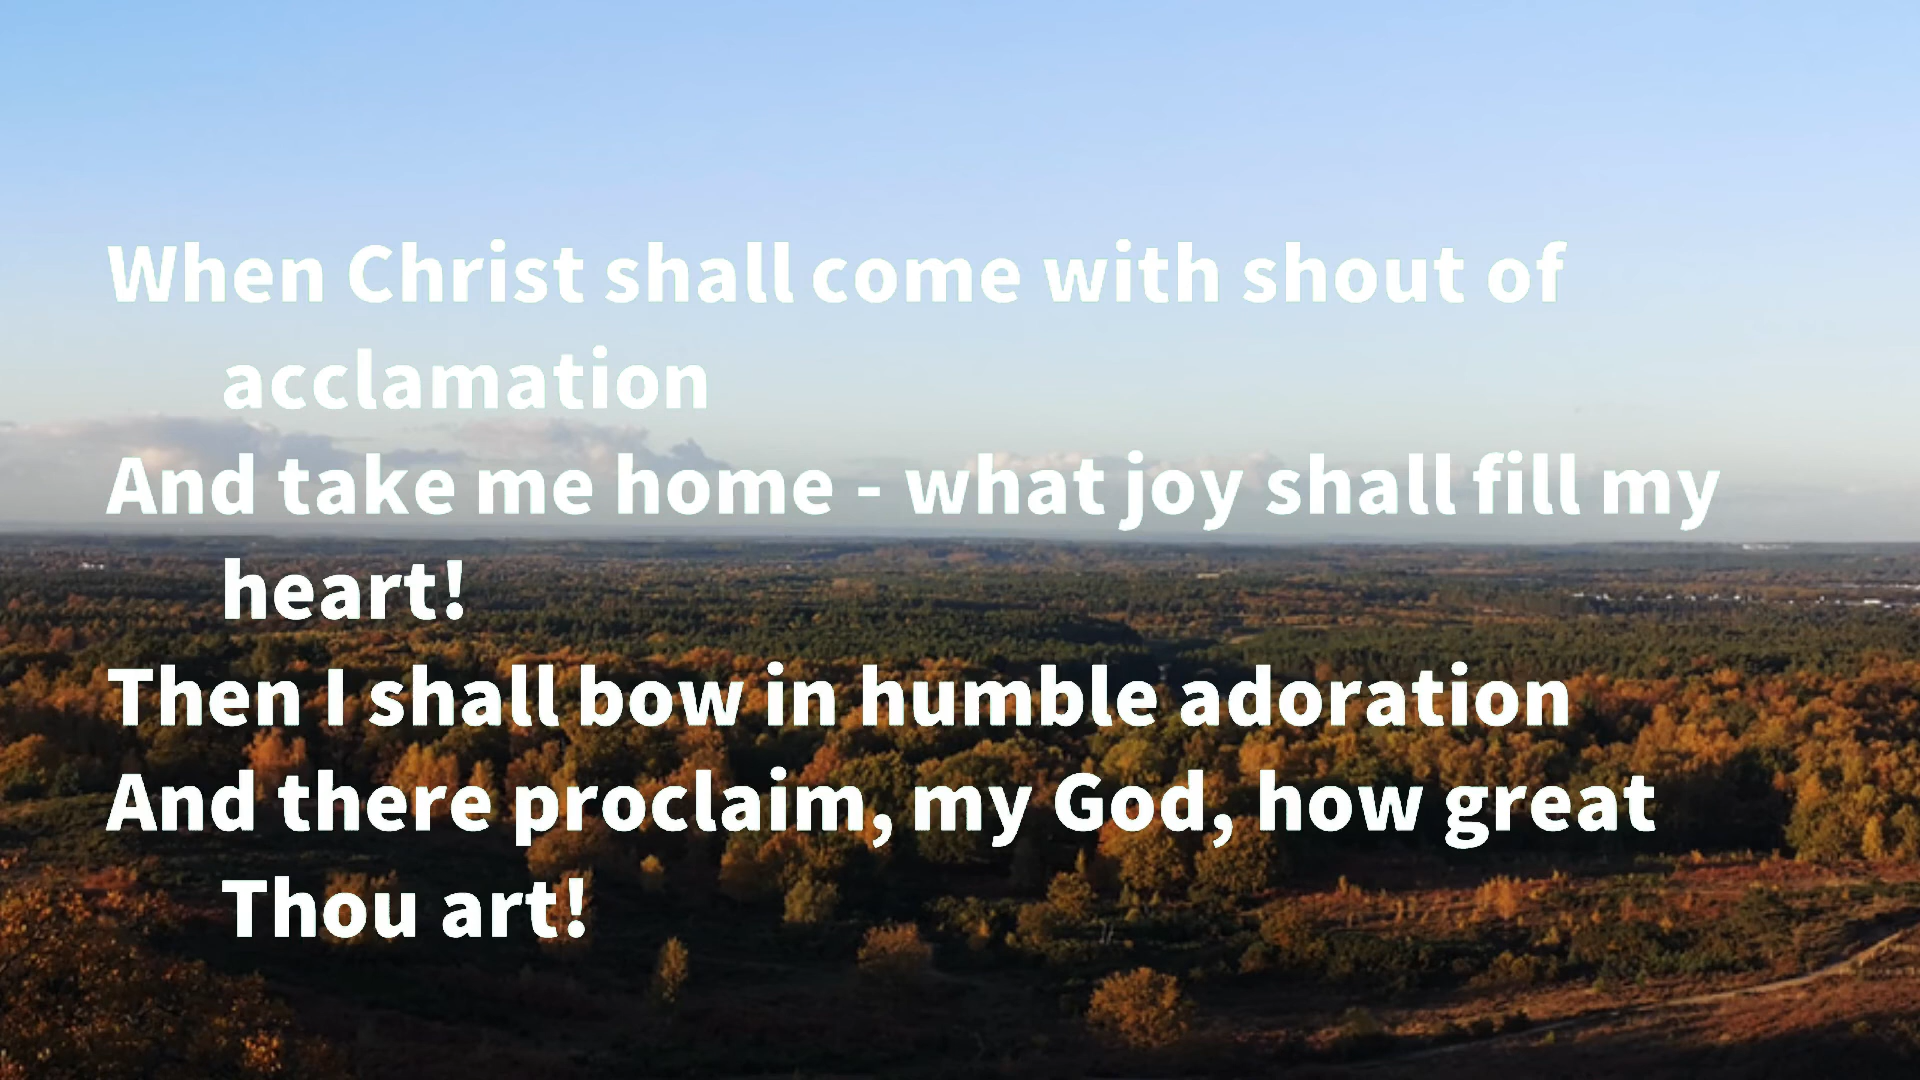 When Christ shall come with shout of
acclamation
And take me home - what joy shall fill my
heart!
Then I shall bow in humble adoration
And there proclaim, my God, how great
Thou art!